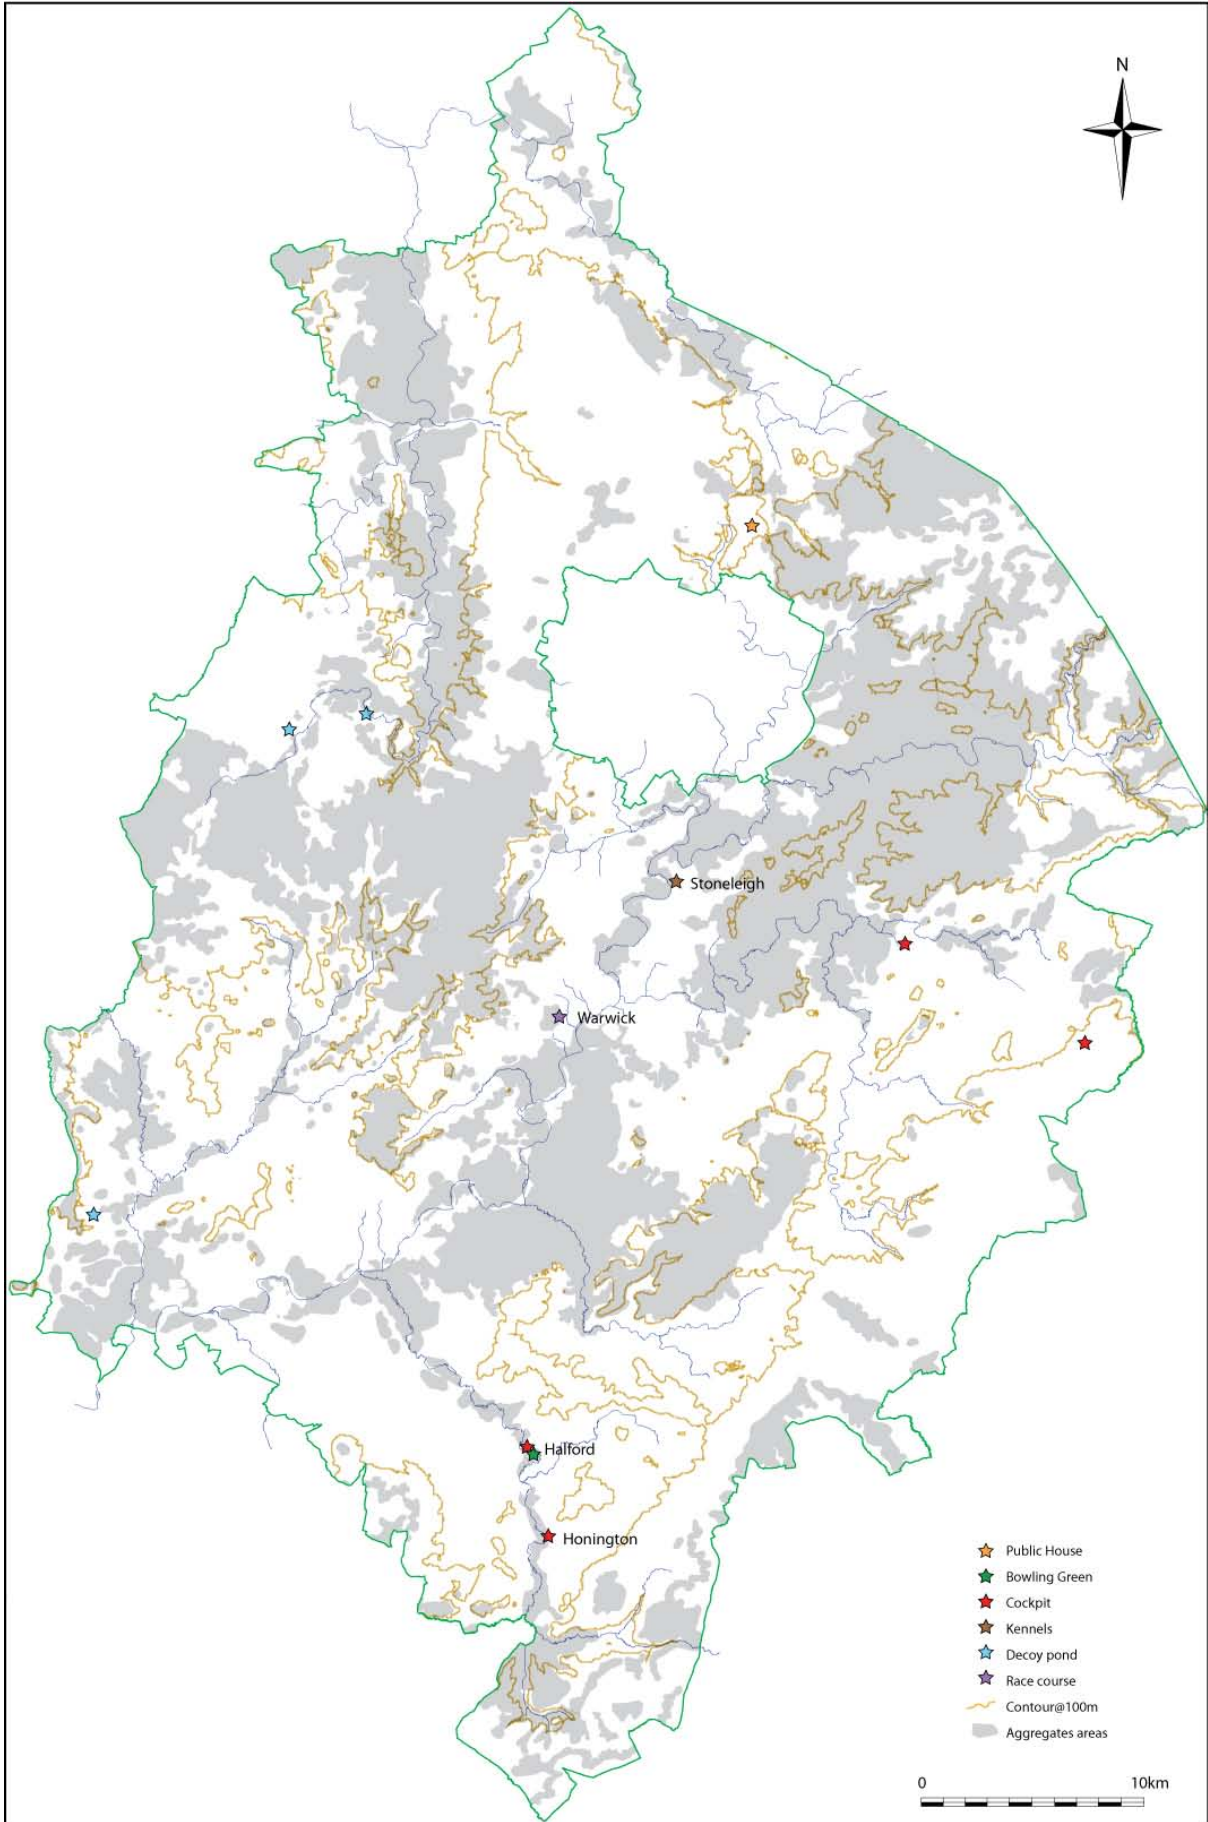 N
Stoneleigh
Warwick
Halford
Honington
Public House
Bowling Green
Cockpit
Kennels
Decoy pond
Race course
Contour@100m
Aggregates areas
0 10km